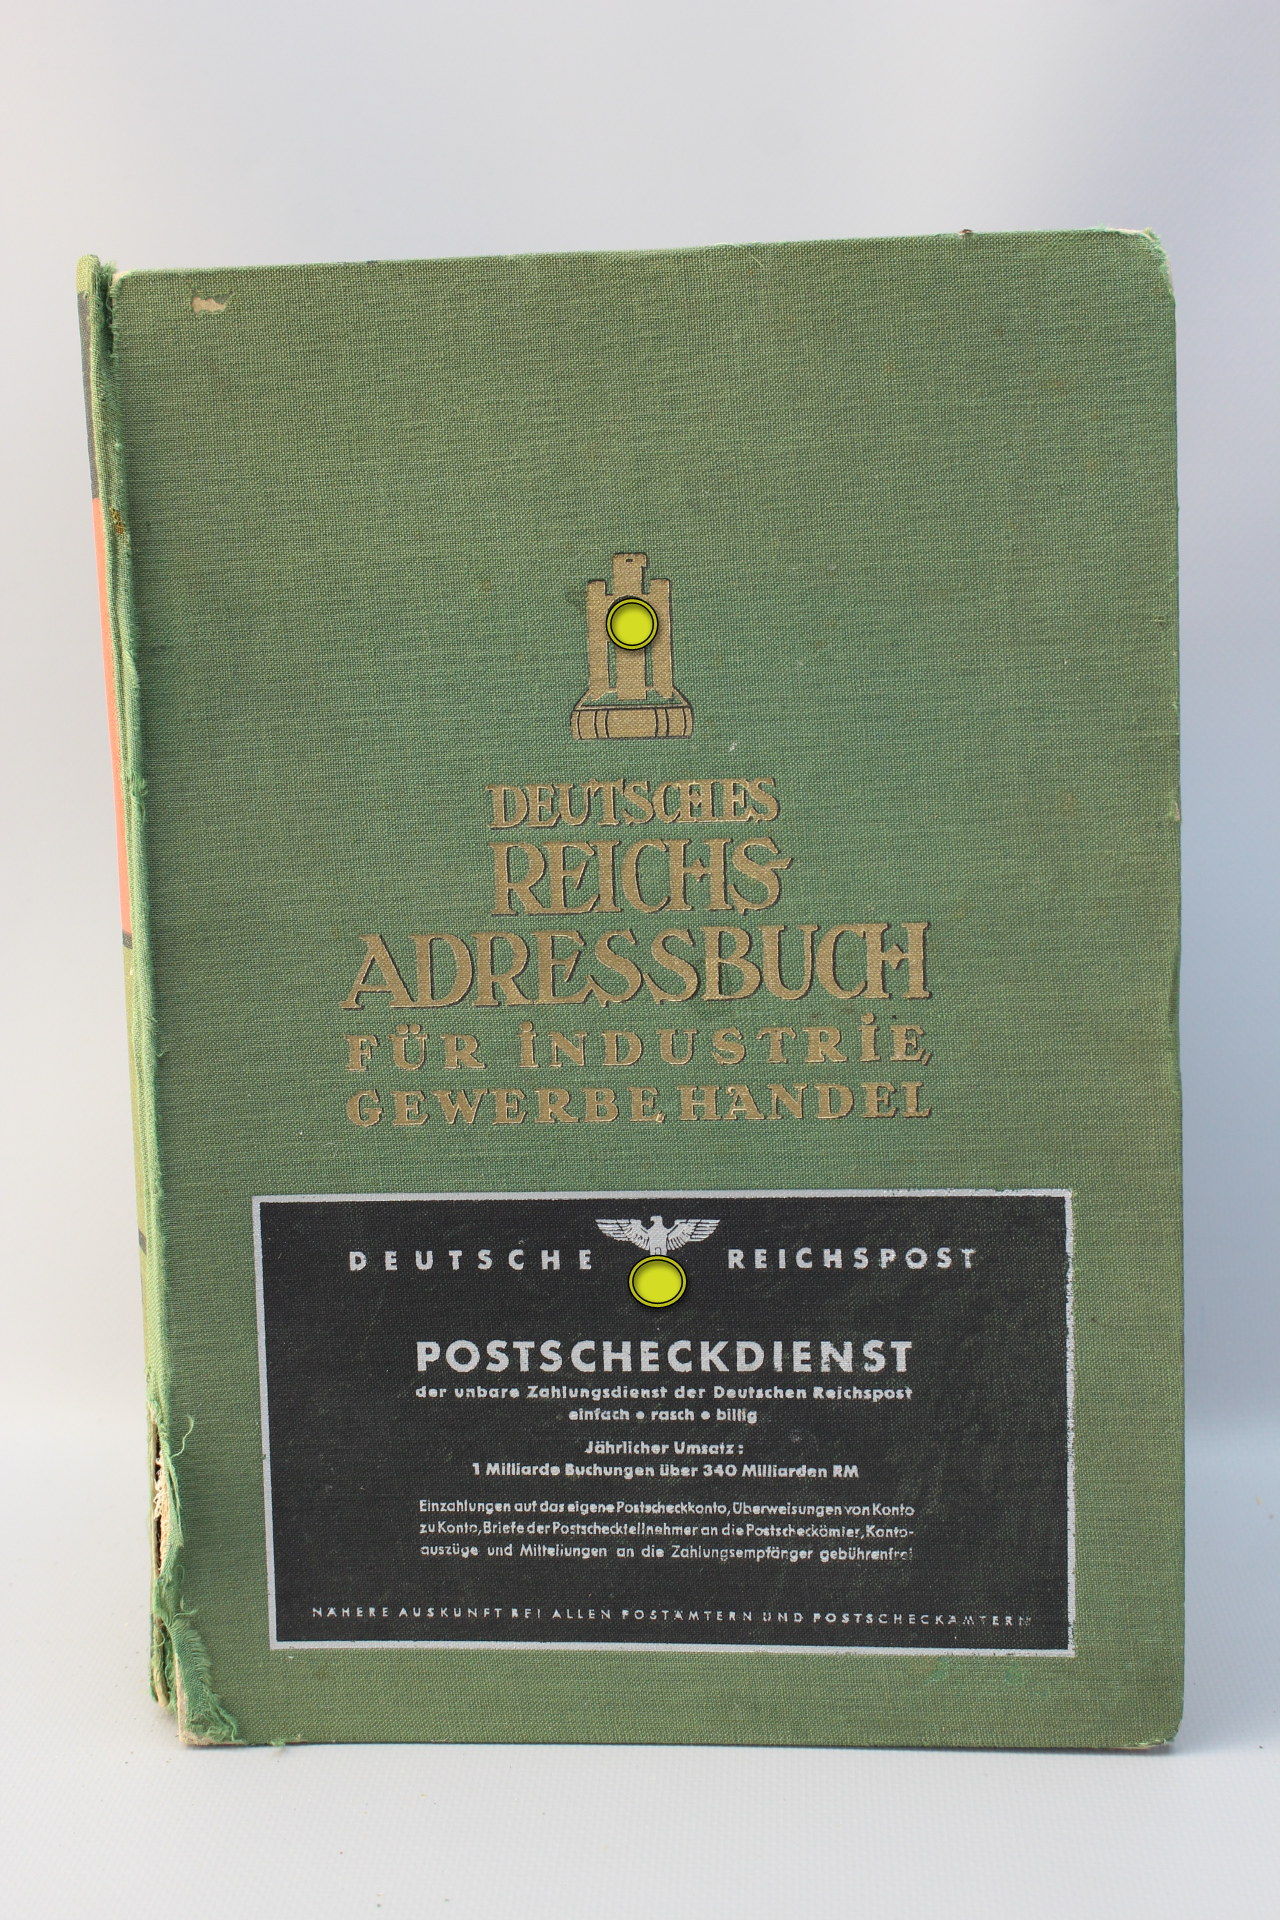 DEUTSCHES
REICHS-
ADRESSBUCH
FÜR INDUSTRIE,
GEWERBE, HANDEL
DEUTSCHE REICHSPOST
POSTSCHECKDIENST
der unbare Zahlungsdienst der Deutschen Reichspost
einfach • rasch • billig
Jährlicher Umsatz:
1 Milliarde Buchungen über 340 Milliarden RM
Einzahlungen auf das eigene Postscheckkonto, Überweisungen von Konto
zu Konto, Briefe der Postscheckteilnehmer an die Postscheckämter, Konto-
auszüge und Mitteilungen an die Zahlungsempfänger gebührenfrei
NÄHERE AUSKUNFT BEI ALLEN POSTÄMTERN UND POSTSCHECKÄMTERN